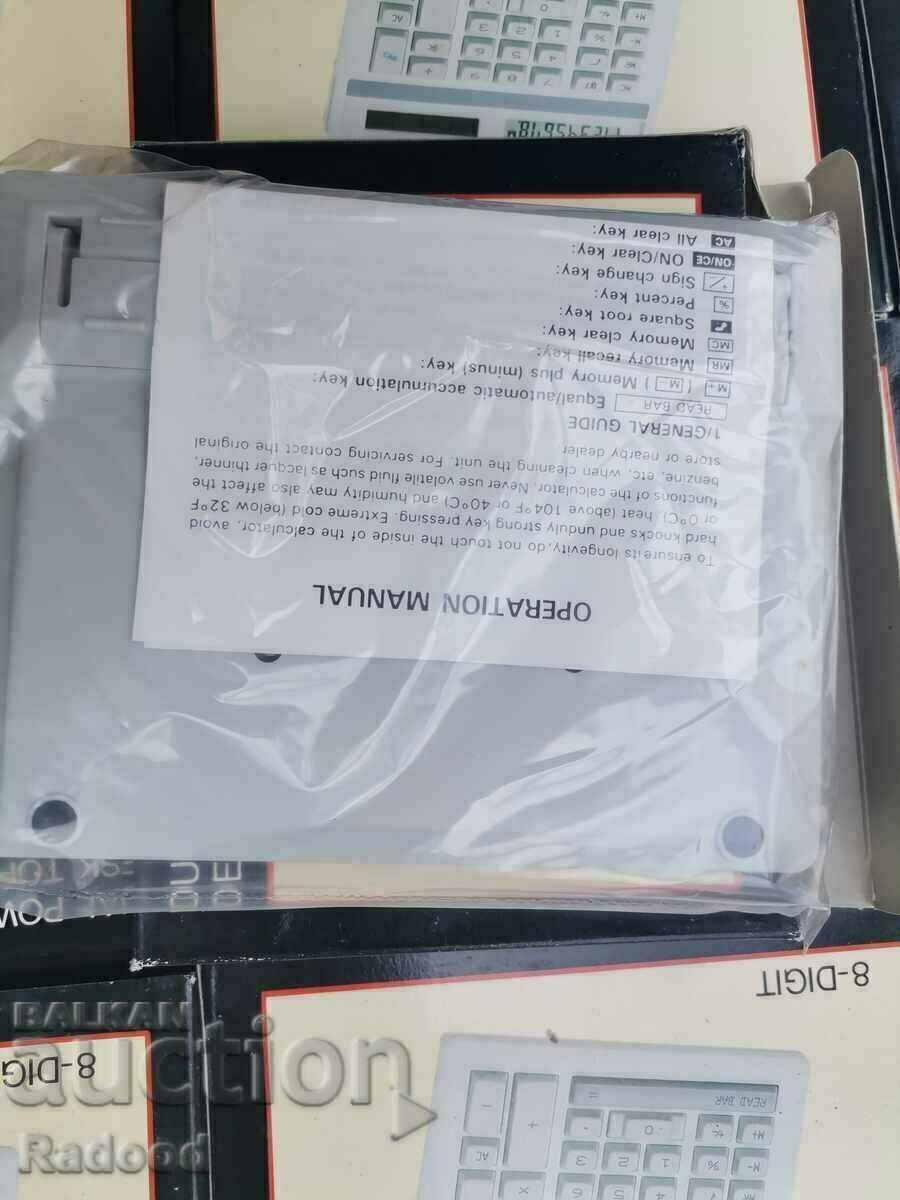 OPERATION MANUAL
To ensure its longevity, do not touch the inside of the calculator, avoid
hard knocks and unduly strong key pressing. Extreme cold (below 32°F
or 0°C), heat (above 104°F or 40°C) and humidity may also affect the
functions of the calculator. Never use volatile fluid such as lacquer thinner,
benzine, etc. when cleaning the unit. For servicing contact the original
store or nearby dealer
1/GENERAL GUIDE
READ BAR Equal/automatic accumulation key:
M+ ( M- ) Memory plus (minus) key:
MR Memory recall key:
MC Memory clear key:
√ Square root key:
% Percent key:
+/- Sign change key:
ON/CE ON/Clear key:
AC All clear key:
8-DIGIT
8-DIG
READ BAR
=
-
+
AC
×
0
·
+/-
M+
1
2
3
%
M-
BALKAN
auction
Radood